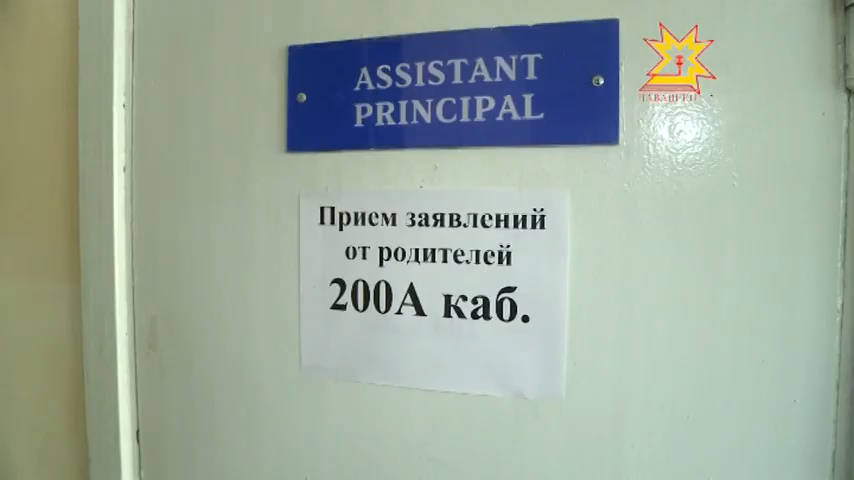 ASSISTANT
PRINCIPAL
Прием заявлений
от родителей
200А каб.